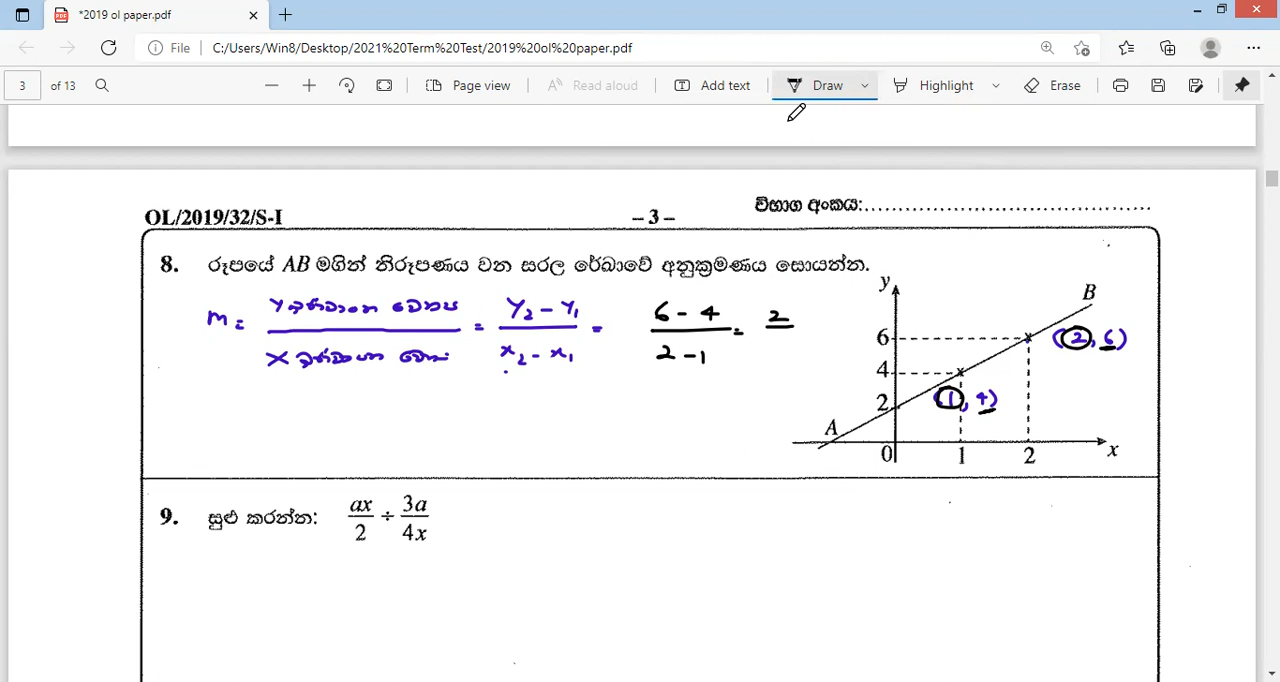 *2019 ol paper.pdf
File C:/Users/Win8/Desktop/2021%20Term%20Test/2019%20ol%20paper.pdf
3 of 13 Page view Read aloud Add text Draw Highlight Erase
OL/2019/32/S-I – 3 – විභාග අංකය:........................................
8. රූපයේ AB මගින් නිරූපණය වන සරල රේඛාවේ අනුක්‍රමණය සොයන්න.
m = Y / X = Y₂ - Y₁ / x₂ - x₁ = 6 - 4 / 2 - 1 = 2
y
B
6 (2, 6)
4
2 (1, 4)
A
0 1 2 x
9. සුළු කරන්න: ax/2 ÷ 3a/4x